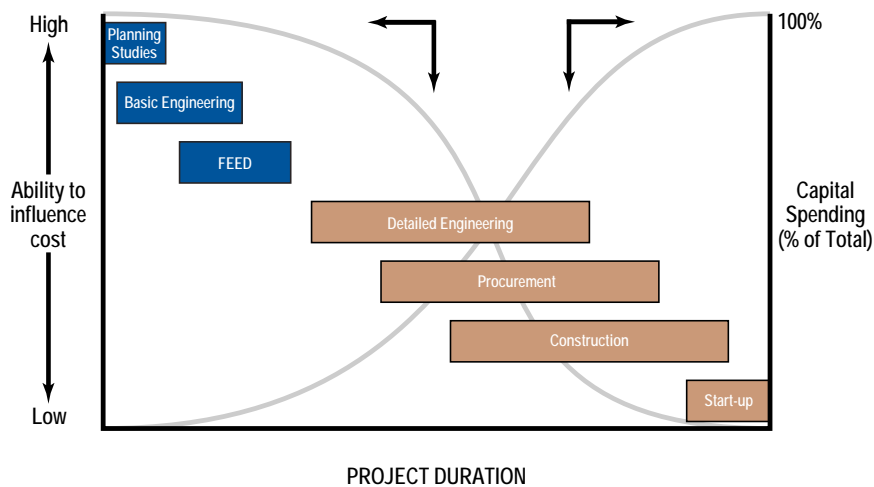 High
100%
Planning
Studies
Basic Engineering
FEED
Ability to
influence
cost
Detailed Engineering
Capital
Spending
(% of Total)
Procurement
Construction
Start-up
Low
PROJECT DURATION